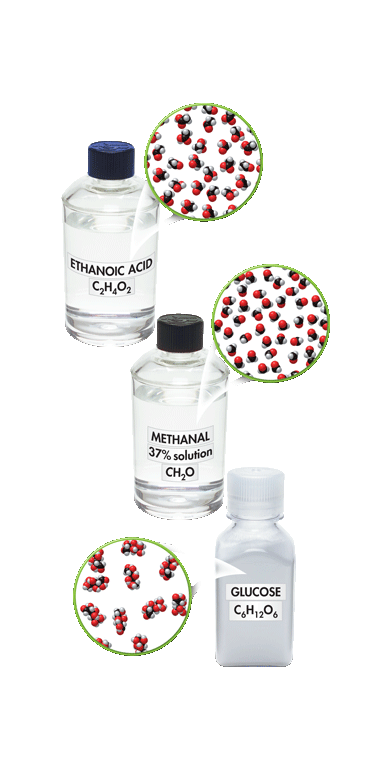 ETHANOIC ACID
C₂H₄O₂
METHANAL
37% solution
CH₂O
GLUCOSE
C₆H₁₂O₆